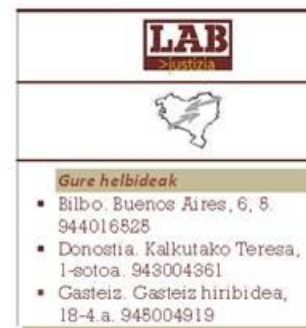 LAB
>justizia
Gure helbideak
▪ Bilbo. Buenos Aires, 6, 5.
944016525
▪ Donostia. Kalkutako Teresa,
1-sotoa. 943004361
▪ Gasteiz. Gasteiz hiribidea,
18-4.a. 945004919